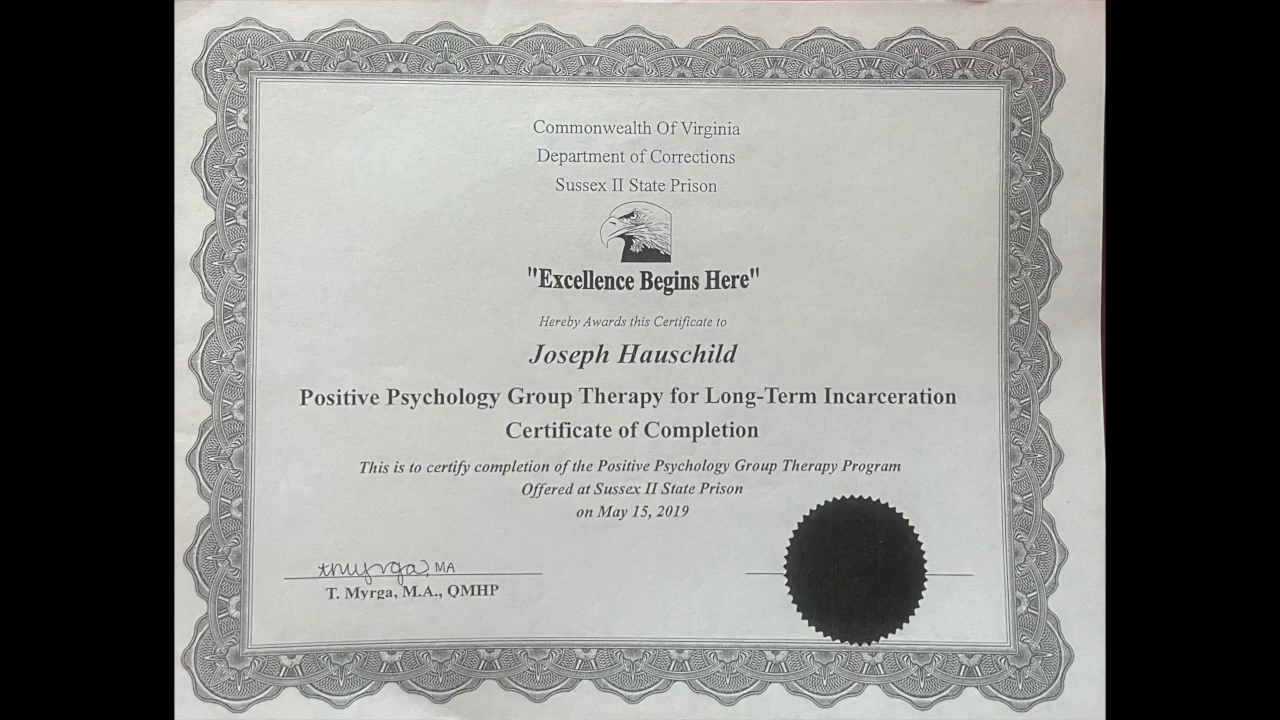 Commonwealth Of Virginia
Department of Corrections
Sussex II State Prison
"Excellence Begins Here"
Hereby Awards this Certificate to
Joseph Hauschild
Positive Psychology Group Therapy for Long-Term Incarceration
Certificate of Completion
This is to certify completion of the Positive Psychology Group Therapy Program
Offered at Sussex II State Prison
on May 15, 2019
tmyrga, MA
T. Myrga, M.A., QMHP